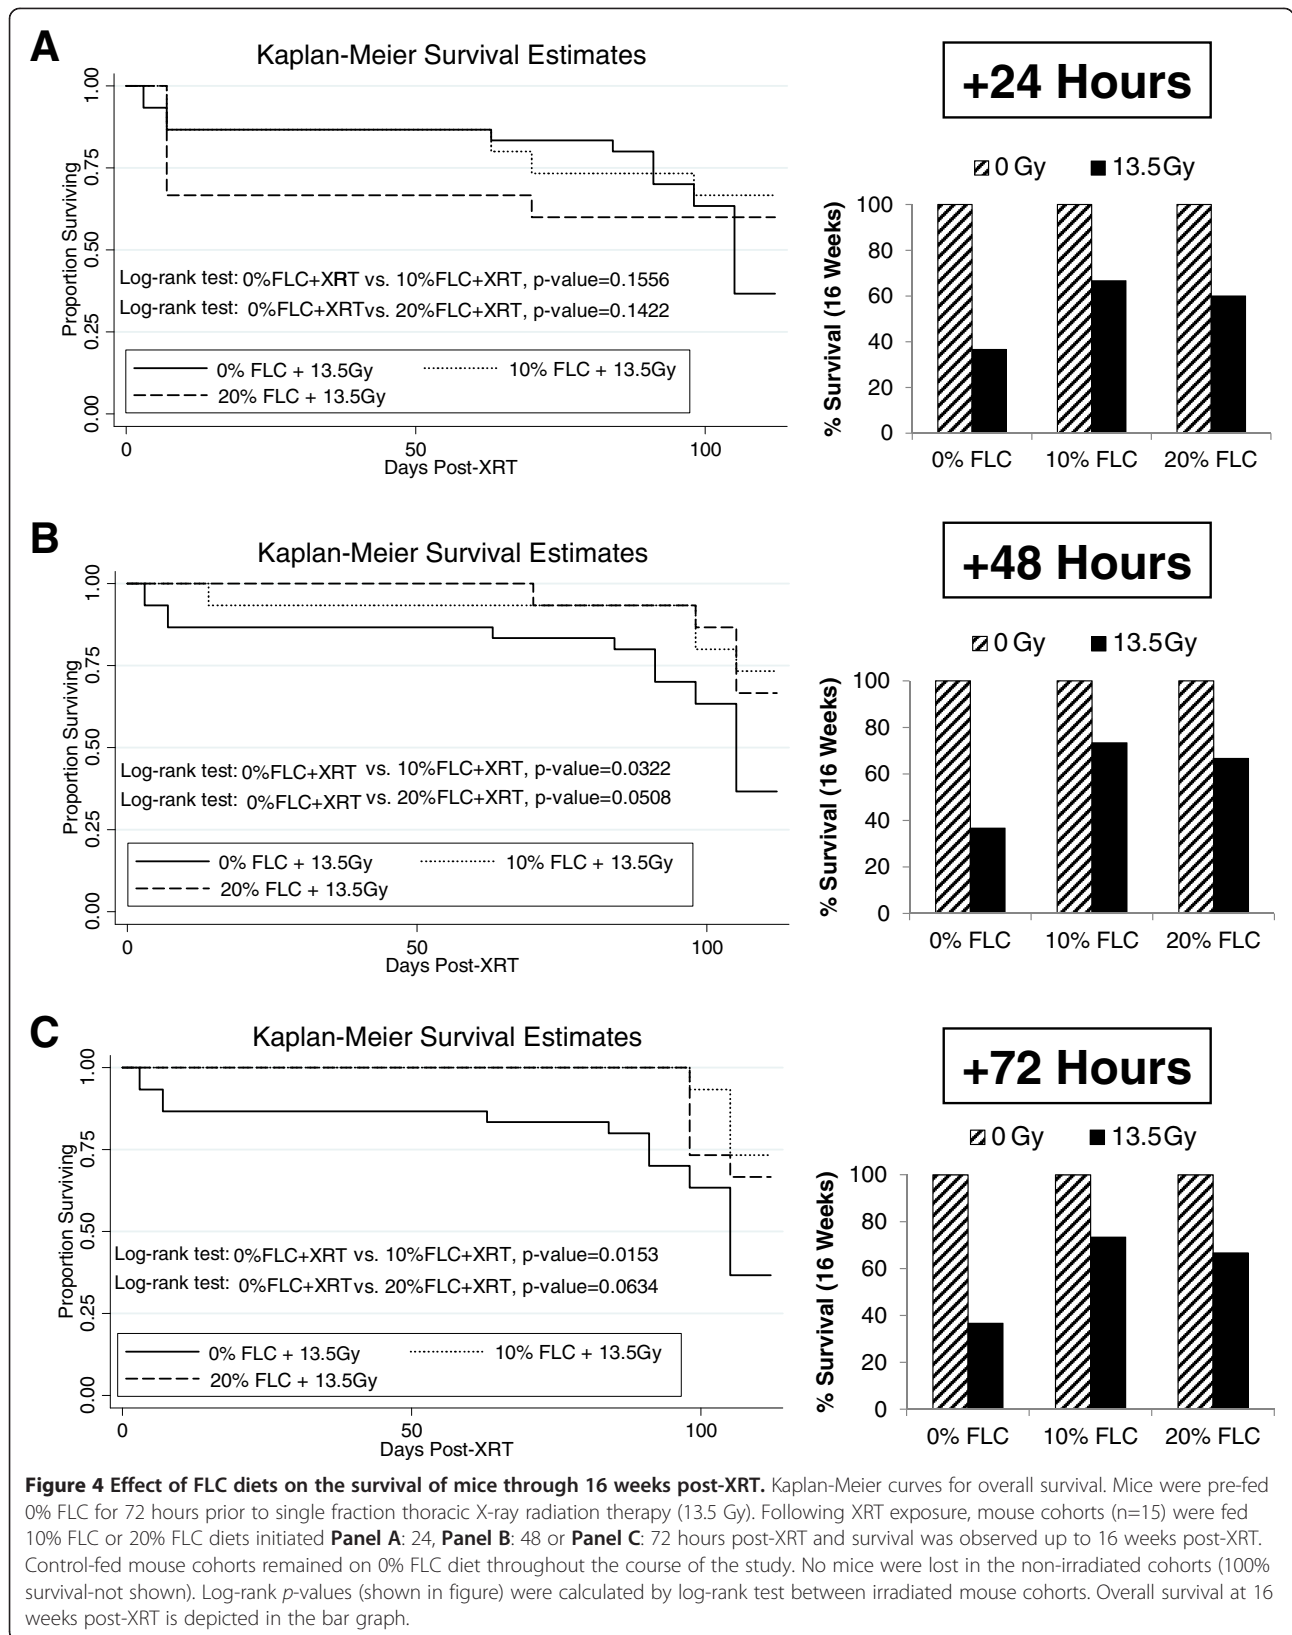 A
Kaplan-Meier Survival Estimates
Proportion Surviving
1.00
0.75
0.50
0.25
0.00
Log-rank test: 0%FLC+XRT vs. 10%FLC+XRT, p-value=0.1556
Log-rank test: 0%FLC+XRT vs. 20%FLC+XRT, p-value=0.1422
0% FLC + 13.5Gy
10% FLC + 13.5Gy
20% FLC + 13.5Gy
0
50
100
Days Post-XRT
+24 Hours
0 Gy
13.5Gy
% Survival (16 Weeks)
100
80
60
40
20
0
0% FLC
10% FLC
20% FLC
B
Kaplan-Meier Survival Estimates
Proportion Surviving
1.00
0.75
0.50
0.25
0.00
Log-rank test: 0%FLC+XRT vs. 10%FLC+XRT, p-value=0.0322
Log-rank test: 0%FLC+XRT vs. 20%FLC+XRT, p-value=0.0508
0% FLC + 13.5Gy
10% FLC + 13.5Gy
20% FLC + 13.5Gy
0
50
100
Days Post-XRT
+48 Hours
0 Gy
13.5Gy
% Survival (16 Weeks)
100
80
60
40
20
0
0% FLC
10% FLC
20% FLC
C
Kaplan-Meier Survival Estimates
Proportion Surviving
1.00
0.75
0.50
0.25
0.00
Log-rank test: 0%FLC+XRT vs. 10%FLC+XRT, p-value=0.0153
Log-rank test: 0%FLC+XRT vs. 20%FLC+XRT, p-value=0.0634
0% FLC + 13.5Gy
10% FLC + 13.5Gy
20% FLC + 13.5Gy
0
50
100
Days Post-XRT
+72 Hours
0 Gy
13.5Gy
% Survival (16 Weeks)
100
80
60
40
20
0
0% FLC
10% FLC
20% FLC
Figure 4 Effect of FLC diets on the survival of mice through 16 weeks post-XRT. Kaplan-Meier curves for overall survival. Mice were pre-fed
0% FLC for 72 hours prior to single fraction thoracic X-ray radiation therapy (13.5 Gy). Following XRT exposure, mouse cohorts (n=15) were fed
10% FLC or 20% FLC diets initiated Panel A: 24, Panel B: 48 or Panel C: 72 hours post-XRT and survival was observed up to 16 weeks post-XRT.
Control-fed mouse cohorts remained on 0% FLC diet throughout the course of the study. No mice were lost in the non-irradiated cohorts (100%
survival-not shown). Log-rank p-values (shown in figure) were calculated by log-rank test between irradiated mouse cohorts. Overall survival at 16
weeks post-XRT is depicted in the bar graph.